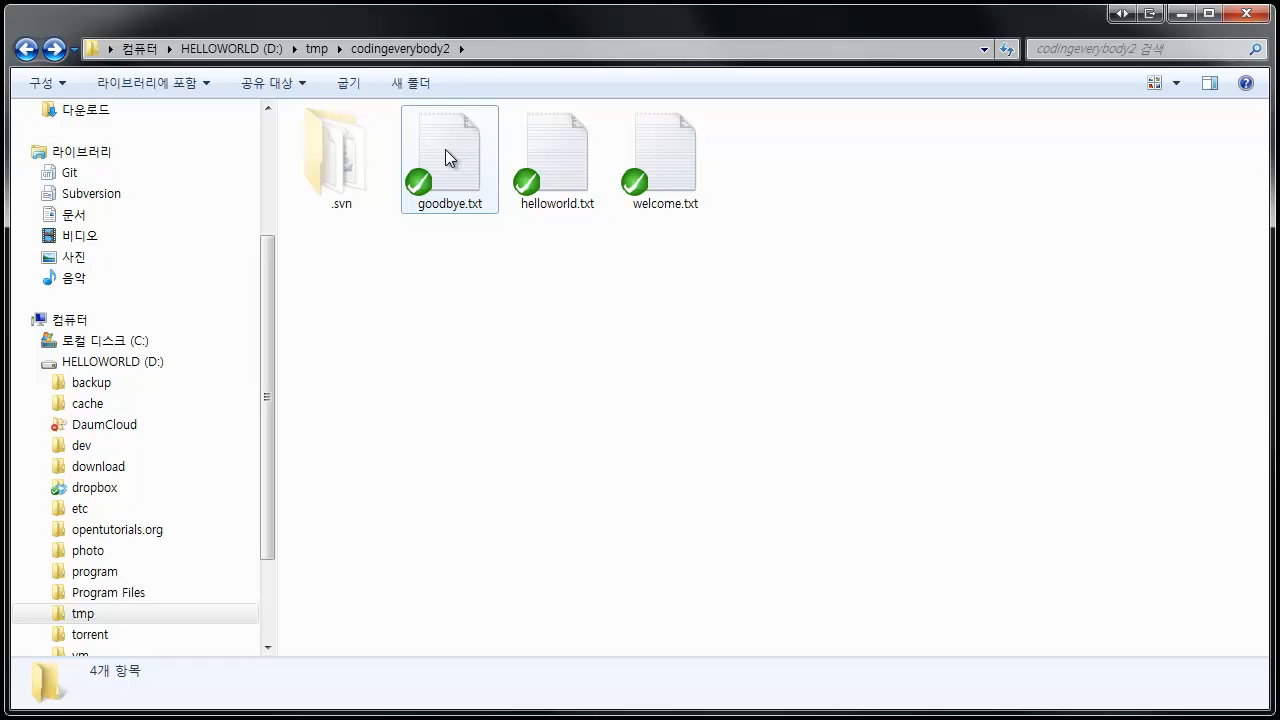 컴퓨터 HELLOWORLD (D:) tmp codingeverybody2
codingeverybody2 검색
구성 라이브러리에 포함 공유 대상 굽기 새 폴더
다운로드
라이브러리
Git
Subversion
문서
비디오
사진
음악
컴퓨터
로컬 디스크 (C:)
HELLOWORLD (D:)
backup
cache
DaumCloud
dev
download
dropbox
etc
opentutorials.org
photo
program
Program Files
tmp
torrent
vm
.svn
goodbye.txt
helloworld.txt
welcome.txt
4개 항목